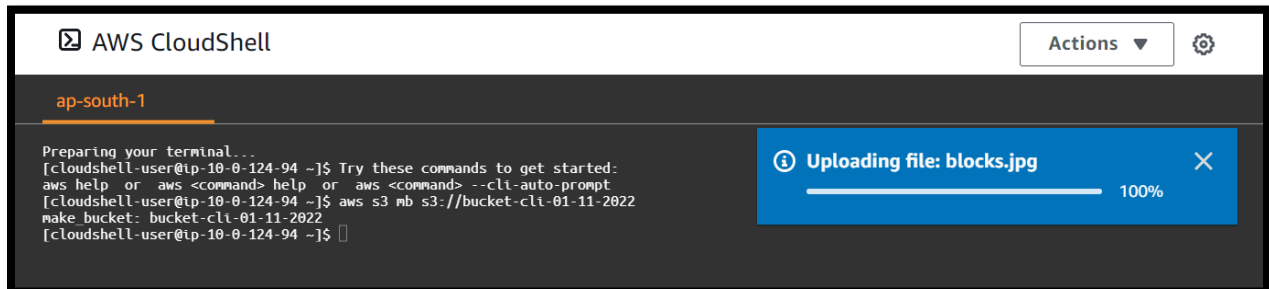 AWS CloudShell
Actions
ap-south-1
Preparing your terminal...
[cloudshell-user@ip-10-0-124-94 ~]$ Try these commands to get started:
aws help  or  aws <command> help  or  aws <command> --cli-auto-prompt
[cloudshell-user@ip-10-0-124-94 ~]$ aws s3 mb s3://bucket-cli-01-11-2022
make_bucket: bucket-cli-01-11-2022
[cloudshell-user@ip-10-0-124-94 ~]$
Uploading file: blocks.jpg
100%